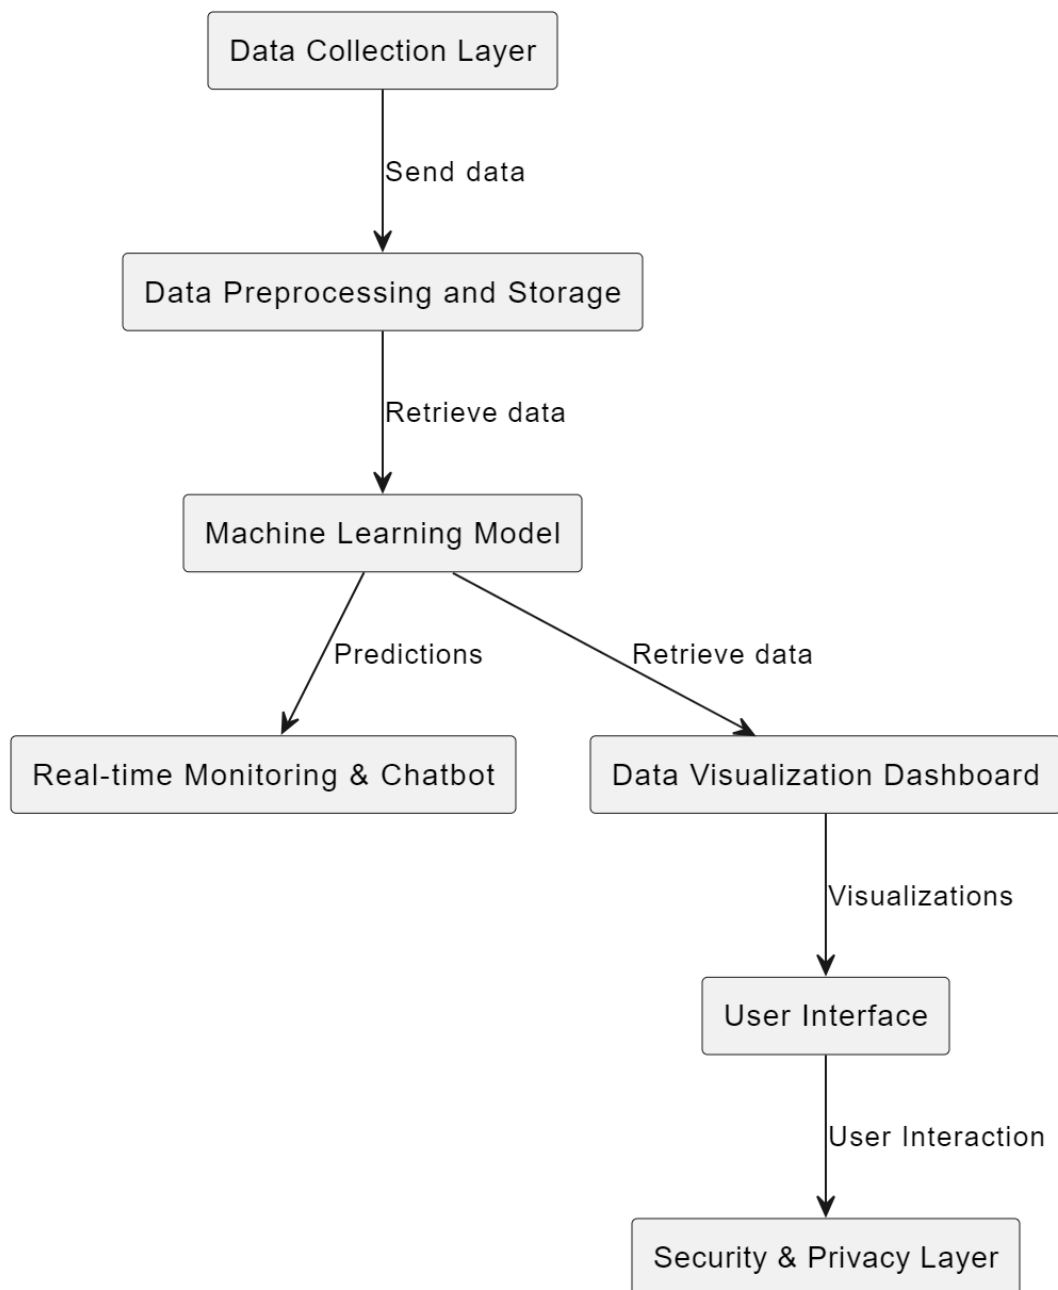 Data Collection Layer
Send data
Data Preprocessing and Storage
Retrieve data
Machine Learning Model
Predictions
Retrieve data
Real-time Monitoring & Chatbot
Data Visualization Dashboard
Visualizations
User Interface
User Interaction
Security & Privacy Layer